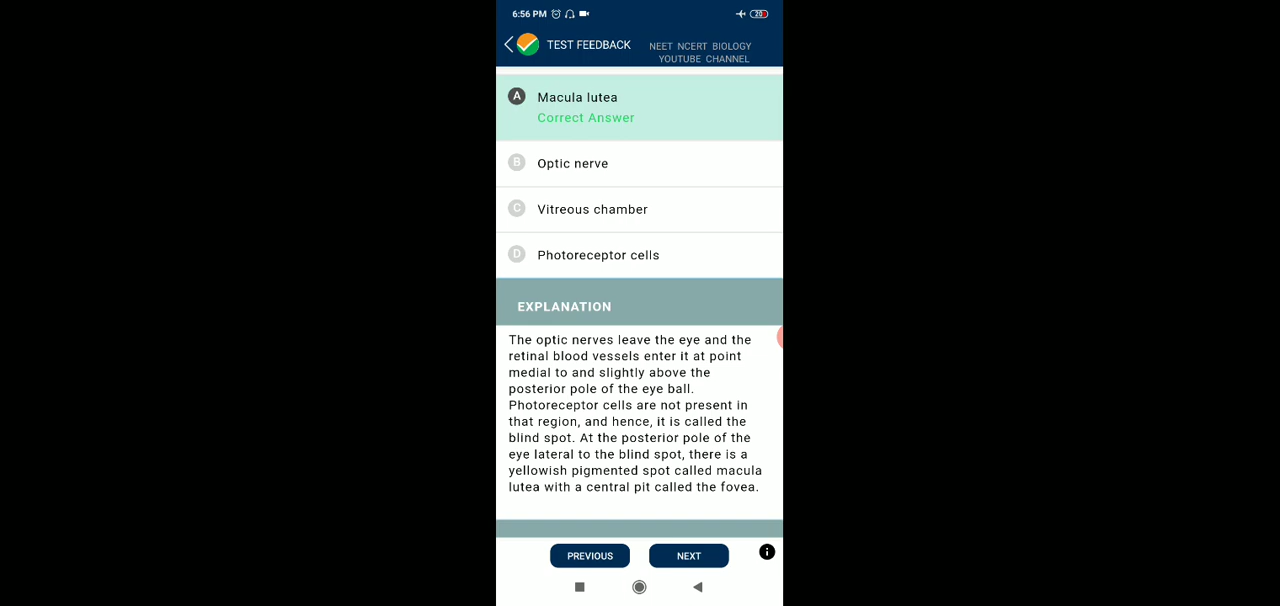 6:56 PM
20
TEST FEEDBACK
NEET NCERT BIOLOGY
YOUTUBE CHANNEL
A
Macula lutea
Correct Answer
B
Optic nerve
C
Vitreous chamber
D
Photoreceptor cells
EXPLANATION
The optic nerves leave the eye and the
retinal blood vessels enter it at point
medial to and slightly above the
posterior pole of the eye ball.
Photoreceptor cells are not present in
that region, and hence, it is called the
blind spot. At the posterior pole of the
eye lateral to the blind spot, there is a
yellowish pigmented spot called macula
lutea with a central pit called the fovea.
PREVIOUS
NEXT
i